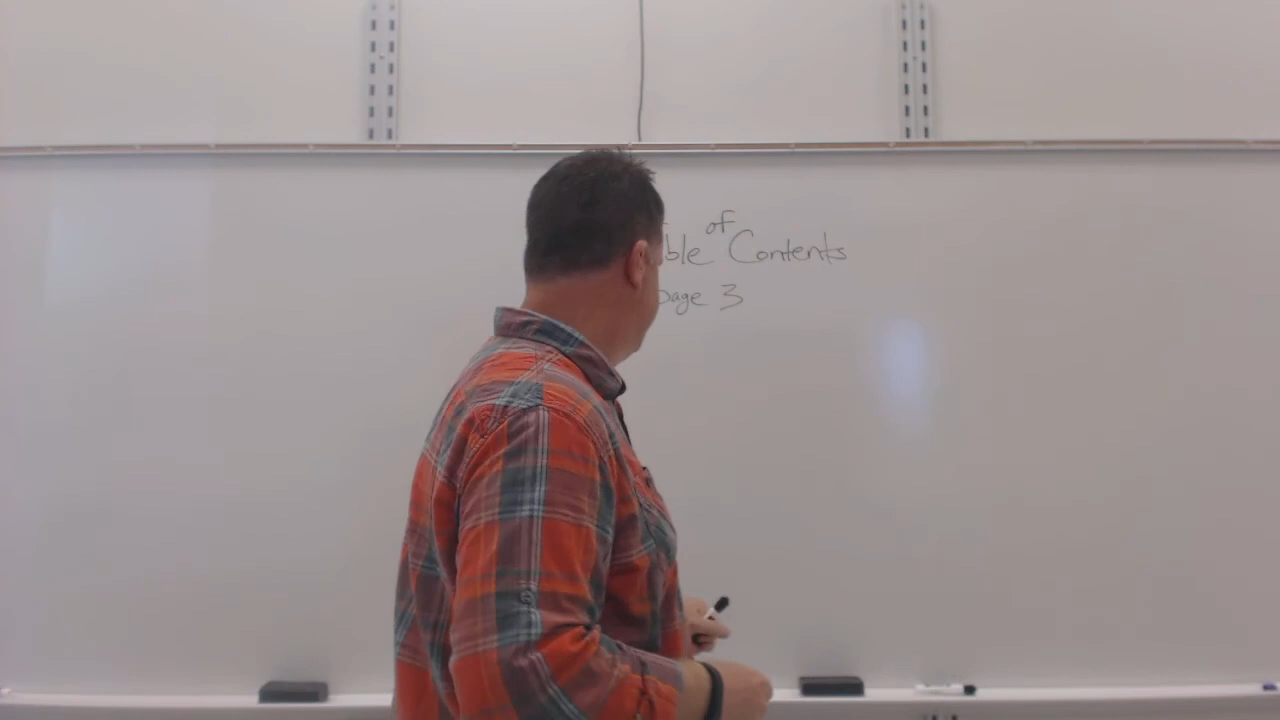 of
ble Contents
page 3